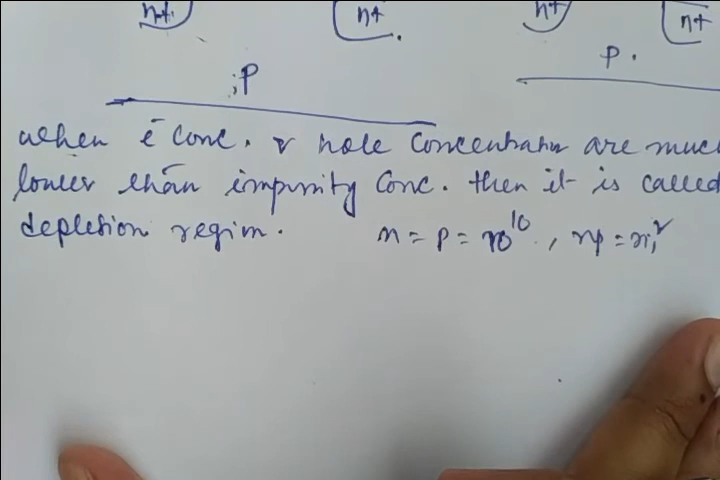 n+ n+ n+ n+
;P P.
when ē conc. & hole concentration are much
lower than impurity conc. then it is called
depletion regim. n = p = 10^10, np = ni^2